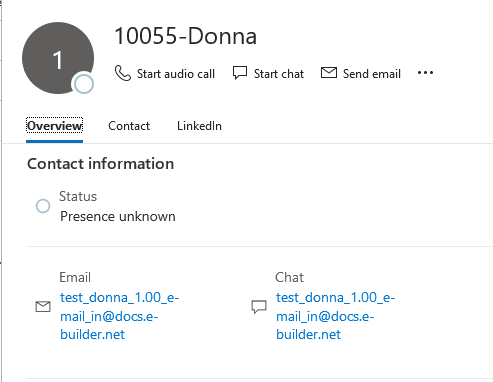 1
10055-Donna
Start audio call
Start chat
Send email
Overview
Contact
LinkedIn
Contact information
Status
Presence unknown
Email
test_donna_1.00_e-
mail_in@docs.e-
builder.net
Chat
test_donna_1.00_e-
mail_in@docs.e-
builder.net